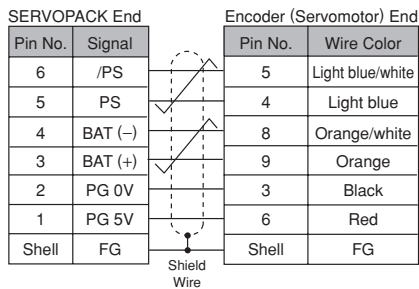 SERVOPACK End Encoder (Servomotor) End
Pin No. Signal Pin No. Wire Color
6 /PS 5 Light blue/white
5 PS 4 Light blue
4 BAT (−) 8 Orange/white
3 BAT (+) 9 Orange
2 PG 0V 3 Black
1 PG 5V 6 Red
Shell FG Shell FG
Shield
Wire